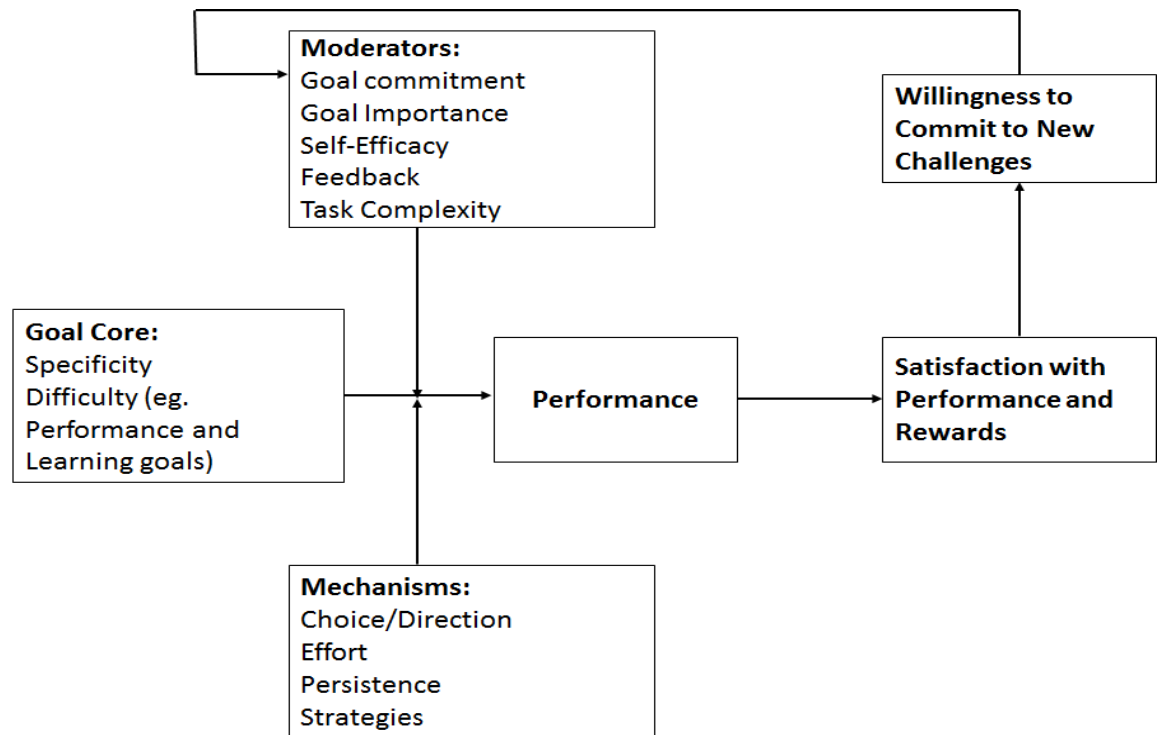 Moderators:
Goal commitment
Goal Importance
Self-Efficacy
Feedback
Task Complexity
Willingness to
Commit to New
Challenges
Goal Core:
Specificity
Difficulty (eg.
Performance and
Learning goals)
Performance
Satisfaction with
Performance and
Rewards
Mechanisms:
Choice/Direction
Effort
Persistence
Strategies